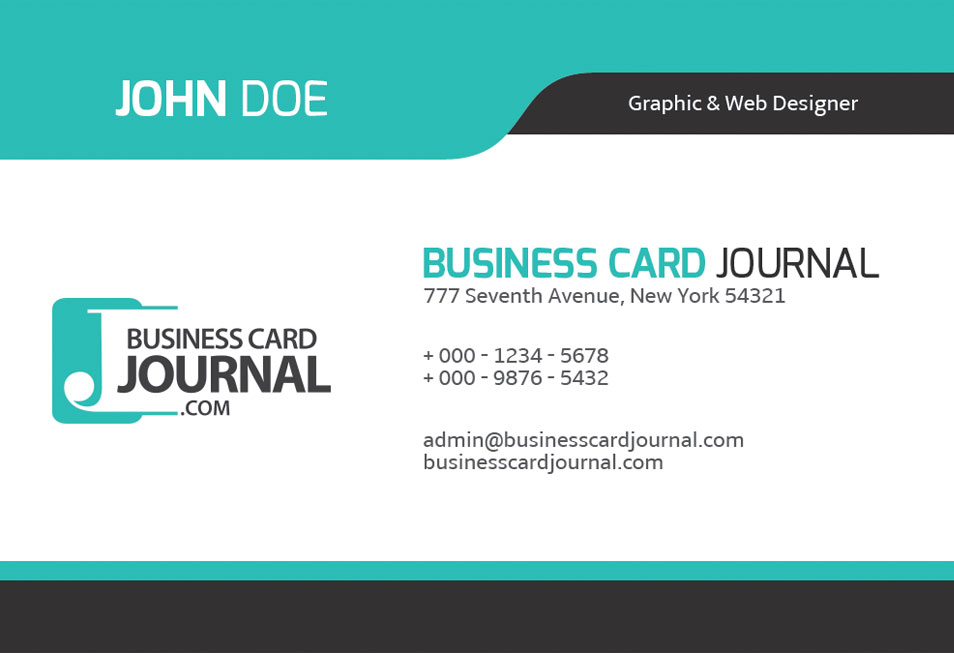 JOHN DOE
Graphic & Web Designer
BUSINESS CARD
JOURNAL
.COM
BUSINESS CARD JOURNAL
777 Seventh Avenue, New York 54321
+ 000 - 1234 - 5678
+ 000 - 9876 - 5432
admin@businesscardjournal.com
businesscardjournal.com